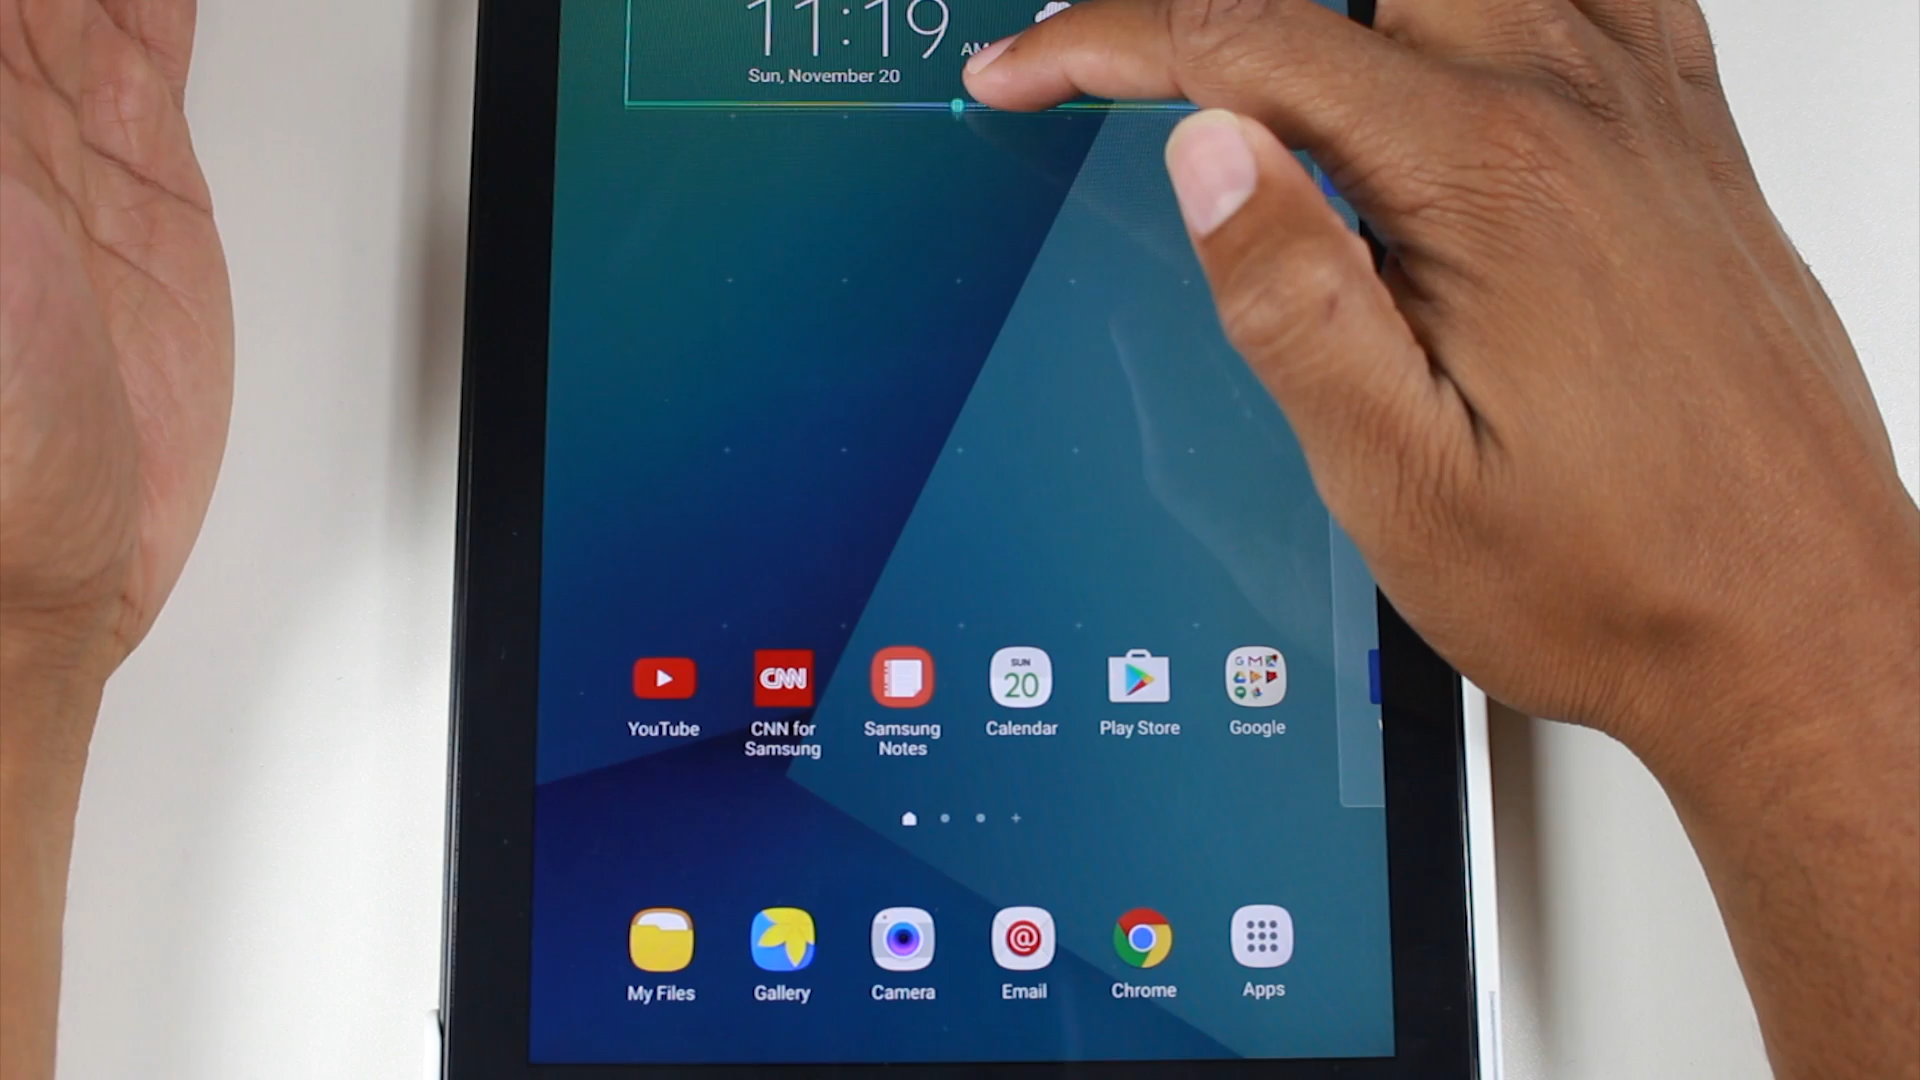 11:19 AM
Sun, November 20
CNN
SUN
20
YouTube
CNN for
Samsung
Samsung
Notes
Calendar
Play Store
Google
@
My Files
Gallery
Camera
Email
Chrome
Apps